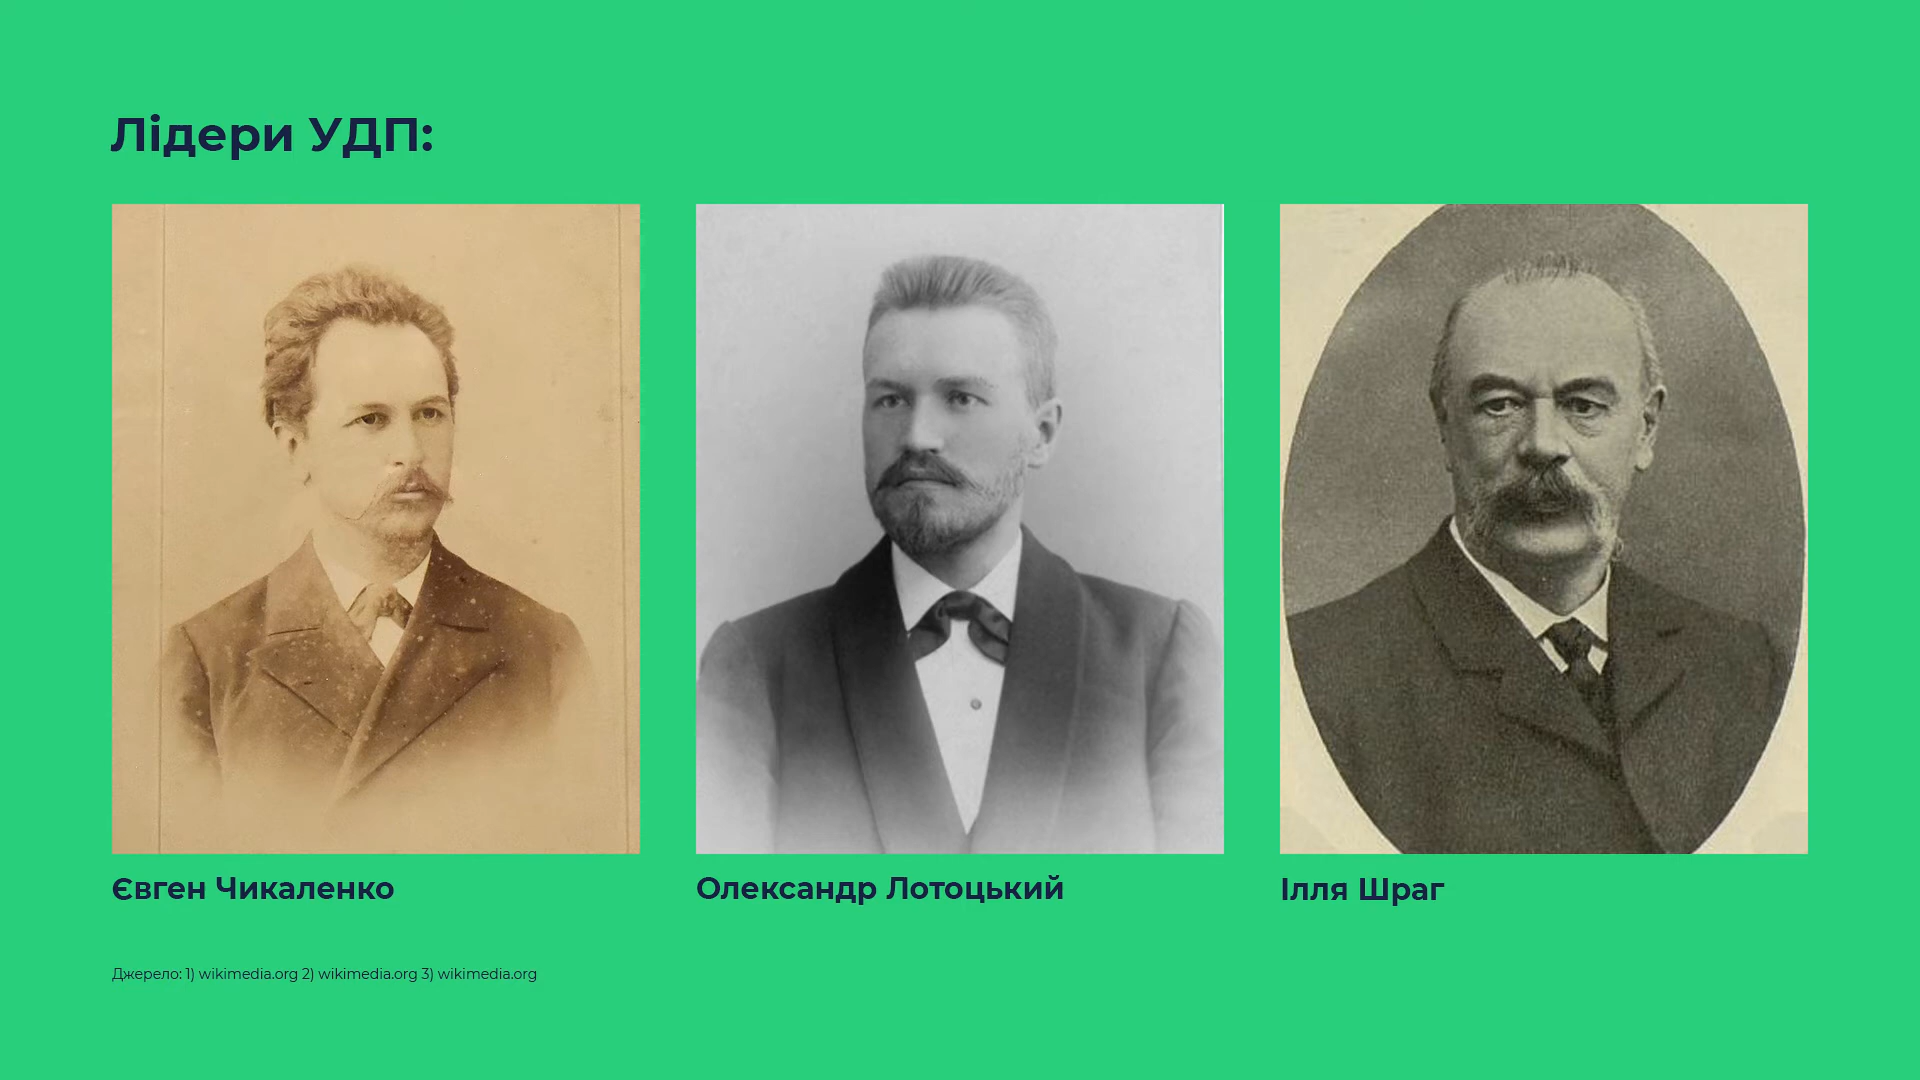 Лідери УДП:
Євген Чикаленко
Олександр Лотоцький
Ілля Шраг
Джерело: 1) wikimedia.org 2) wikimedia.org 3) wikimedia.org